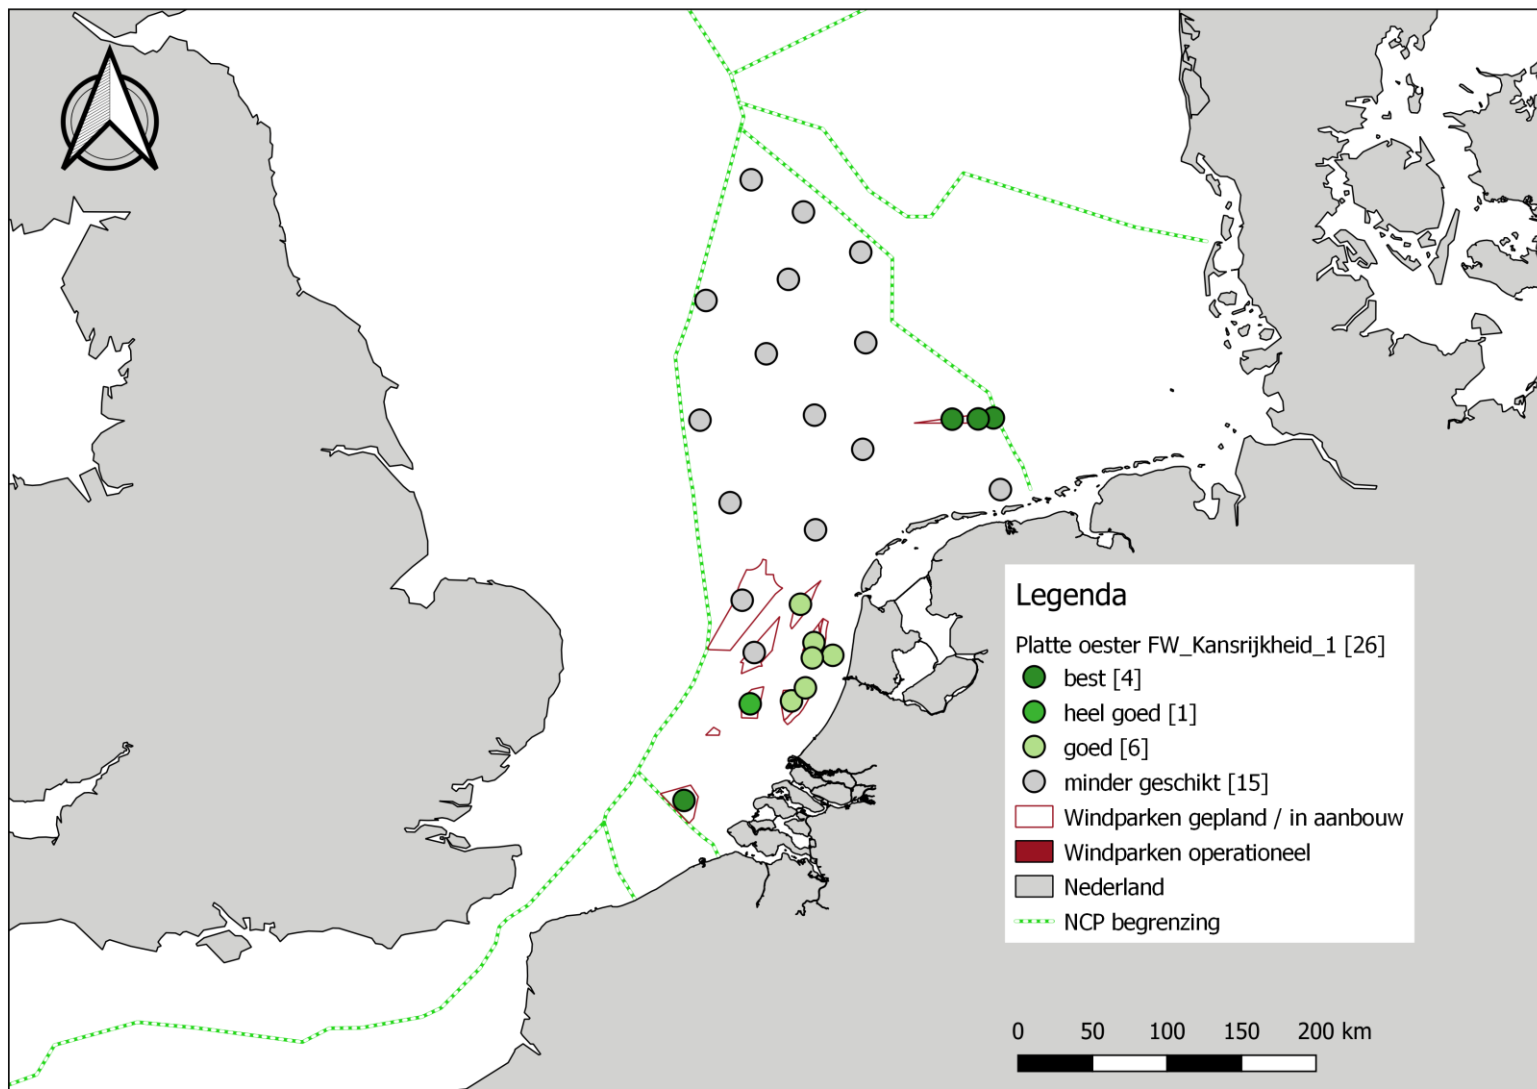 Legenda
Platte oester FW_Kansrijkheid_1 [26]
best [4]
heel goed [1]
goed [6]
minder geschikt [15]
Windparken gepland / in aanbouw
Windparken operationeel
Nederland
NCP begrenzing
0 50 100 150 200 km